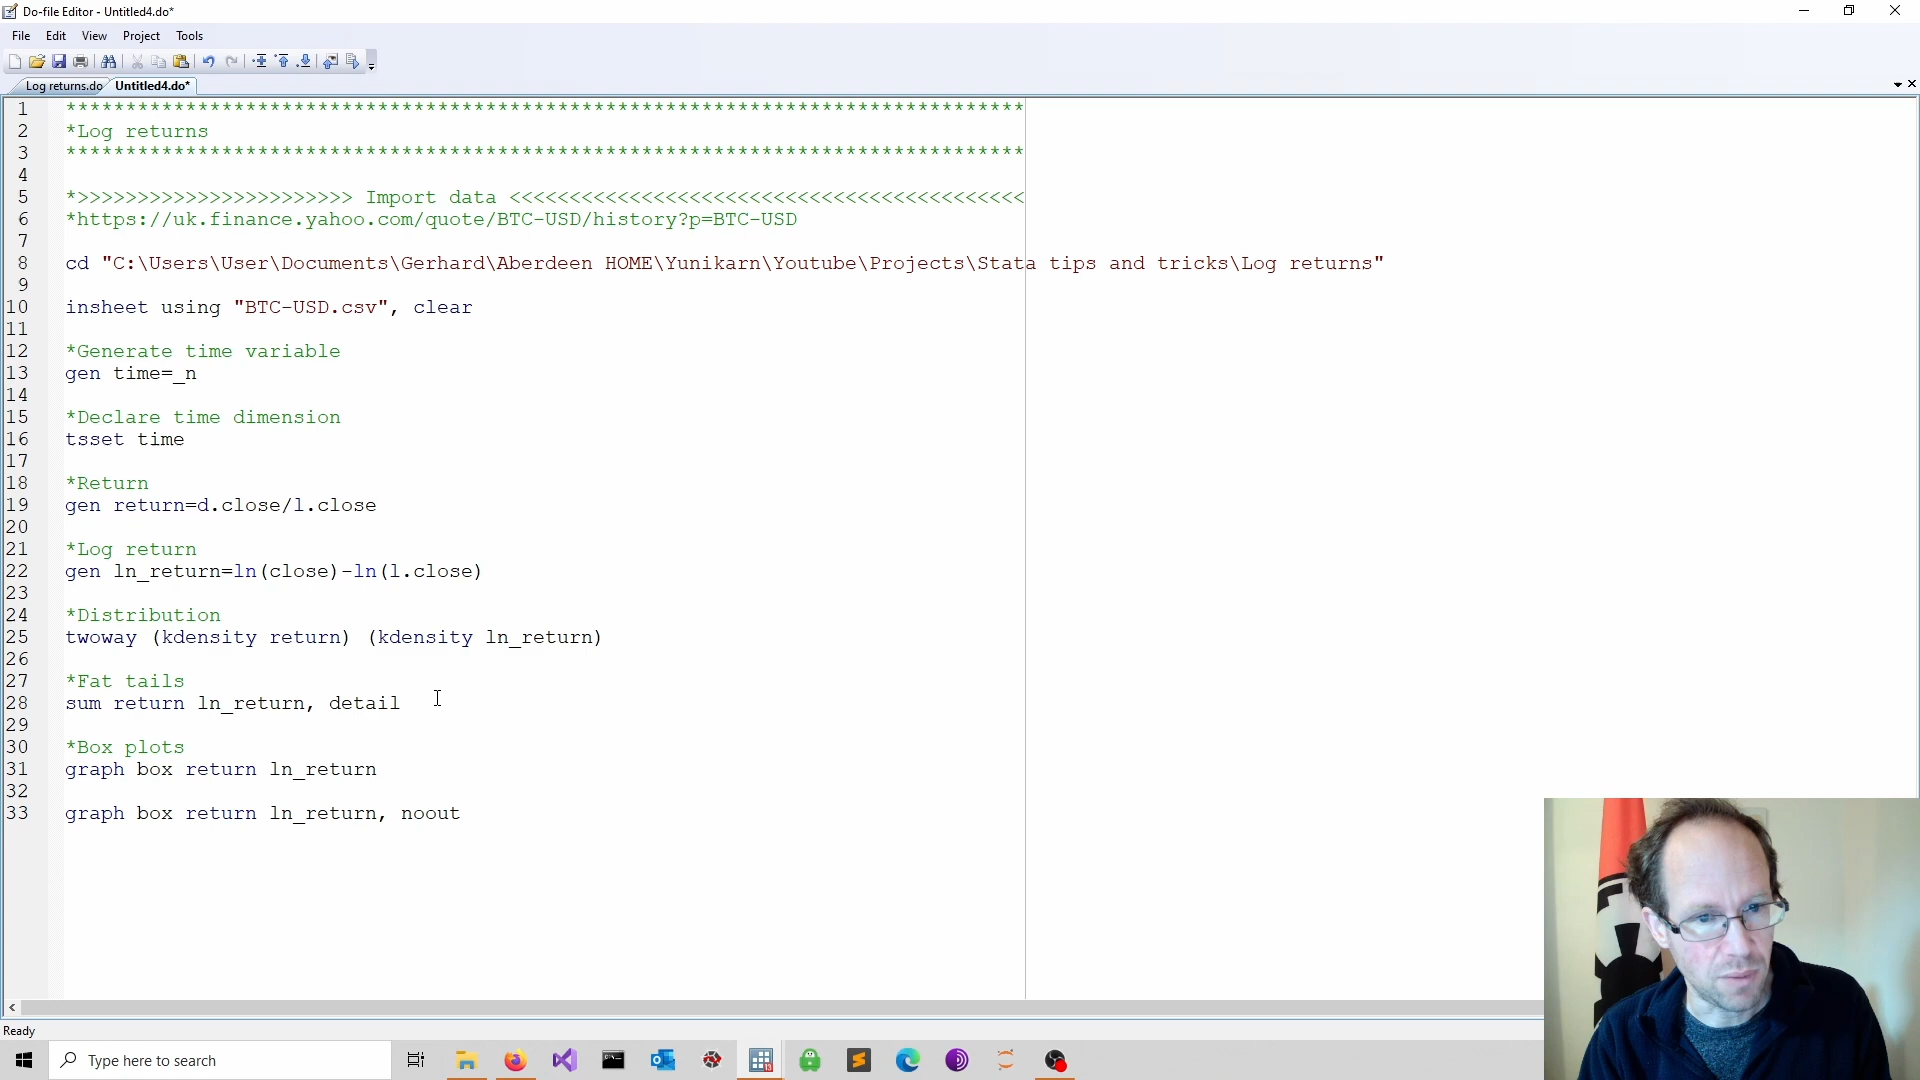 Do-file Editor - Untitled4.do*
File Edit View Project Tools
Log returns.do Untitled4.do*
1 ********************************************************************************
2 *Log returns
3 ********************************************************************************
4
5 *>>>>>>>>>>>>>>>>>>>>>>> Import data <<<<<<<<<<<<<<<<<<<<<<<<<<<<<<<<<<<<<<<<<<<
6 *https://uk.finance.yahoo.com/quote/BTC-USD/history?p=BTC-USD
7
8 cd "C:\Users\User\Documents\Gerhard\Aberdeen HOME\Yunikarn\Youtube\Projects\Stata tips and tricks\Log returns"
9
10 insheet using "BTC-USD.csv", clear
11
12 *Generate time variable
13 gen time=_n
14
15 *Declare time dimension
16 tsset time
17
18 *Return
19 gen return=d.close/l.close
20
21 *Log return
22 gen ln_return=ln(close)-ln(l.close)
23
24 *Distribution
25 twoway (kdensity return) (kdensity ln_return)
26
27 *Fat tails
28 sum return ln_return, detail
29
30 *Box plots
31 graph box return ln_return
32
33 graph box return ln_return, noout
Ready
Type here to search